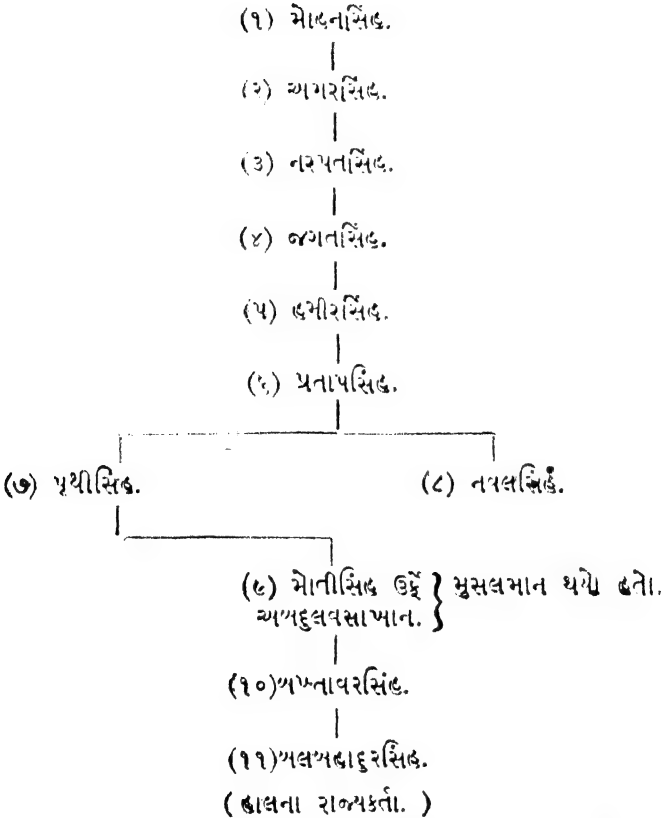 (૧) મોહનસિંહ.
(૨) અમરસિંહ.
(૩) નરપતસિંહ.
(૪) જગતસિંહ.
(૫) હમીરસિંહ.
(૬) પ્રતાપસિંહ.
(૭) પૃથીસિંહ. (૮) નવલસિંહ.
(૯) મોતીસિંહ ઉર્ફે } મુસલમાન થયો હતો.
અબદુલવસાખાન.
(૧૦)બખ્તાવરસિંહ.
(૧૧)બલબહાદુરસિંહ.
( હાલના રાજ્યકર્તા. )